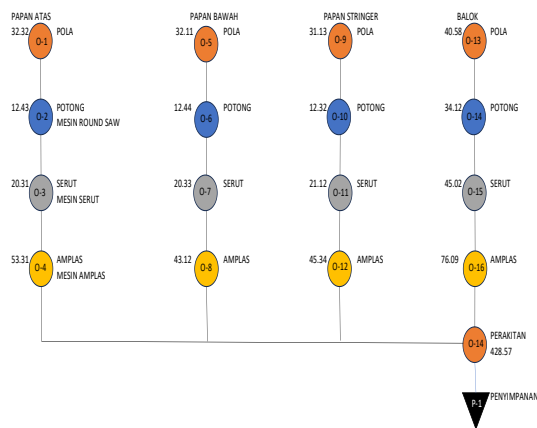 PAPAN ATAS PAPAN BAWAH PAPAN STRINGER BALOK
32.32 O-1 POLA 32.11 O-5 POLA 31.13 O-9 POLA 40.58 O-13 POLA
12.43 O-2 POTONG 12.44 O-6 POTONG 12.32 O-10 POTONG 34.12 O-14 POTONG
MESIN ROUND SAW
20.31 O-3 SERUT 20.33 O-7 SERUT 21.12 O-11 SERUT 45.02 O-15 SERUT
MESIN SERUT
53.31 O-4 AMPLAS 43.12 O-8 AMPLAS 45.34 O-12 AMPLAS 76.09 O-16 AMPLAS
MESIN AMPLAS
O-14 PERAKITAN
428.57
P-1 PENYIMPANAN